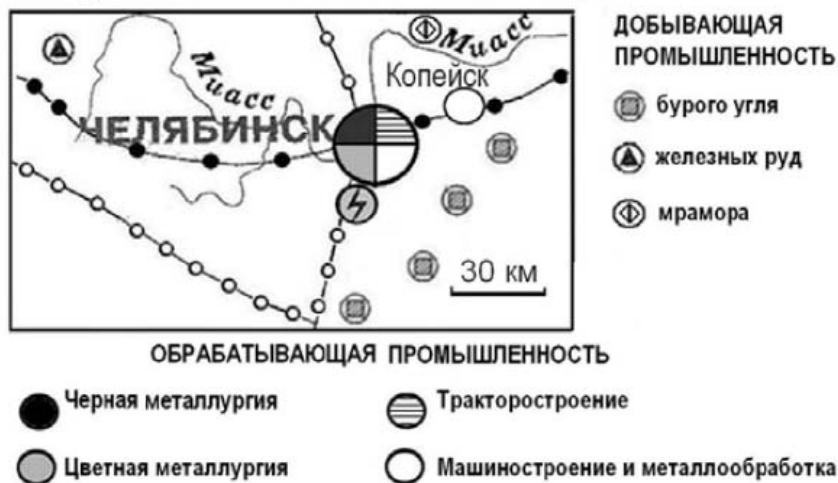 Миасс
Миасс
Копейск
ЧЕЛЯБИНСК
30 км
ДОБЫВАЮЩАЯ
ПРОМЫШЛЕННОСТЬ
бурого угля
железных руд
мрамора
ОБРАБАТЫВАЮЩАЯ ПРОМЫШЛЕННОСТЬ
Черная металлургия
Тракторостроение
Цветная металлургия
Машиностроение и металлообработка